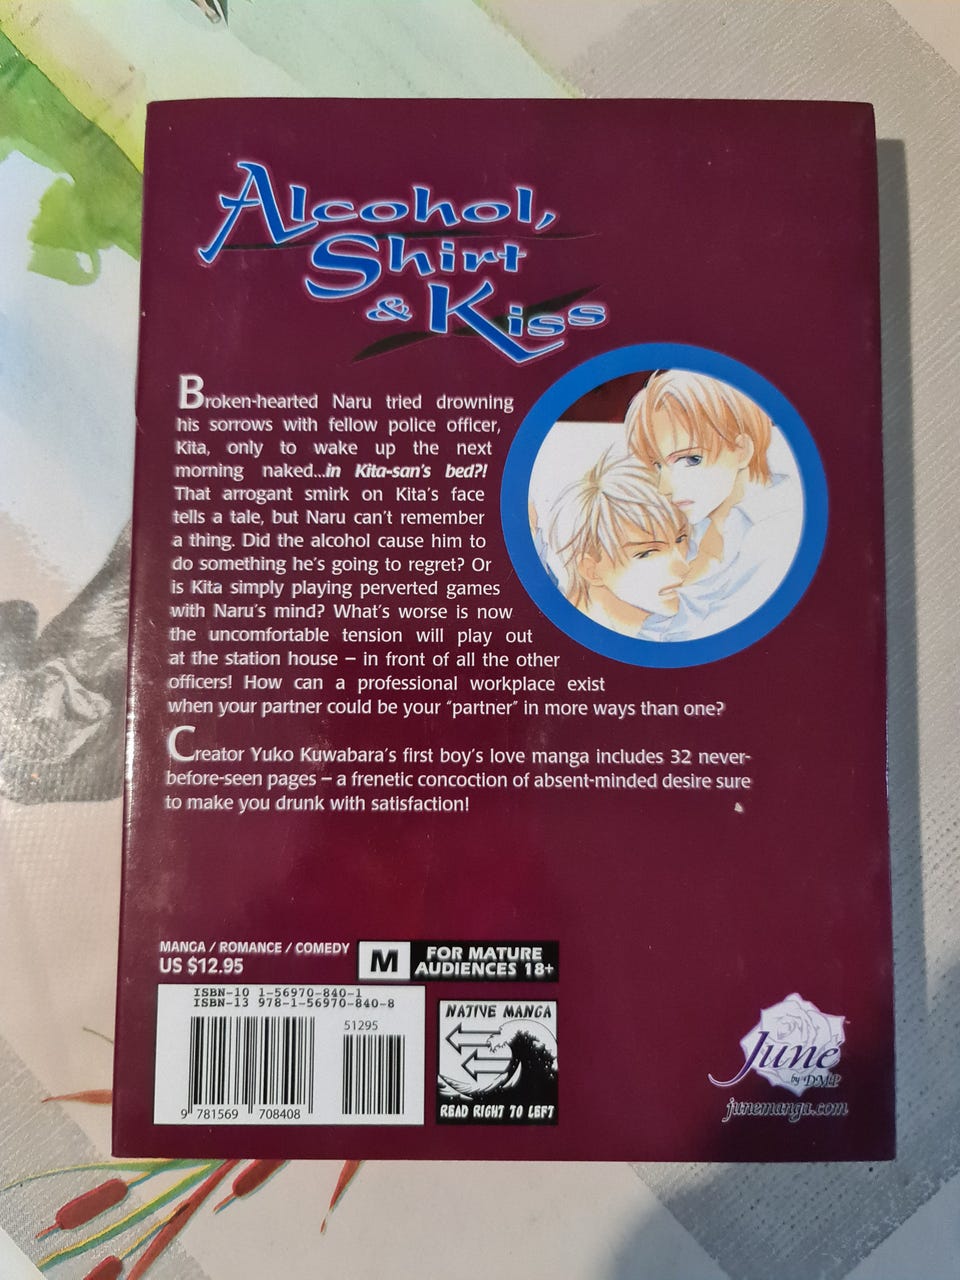 Alcohol,
Shirt
& Kiss
Broken-hearted Naru tried drowning
his sorrows with fellow police officer,
Kita, only to wake up the next
morning naked...in Kita-san's bed?!
That arrogant smirk on Kita's face
tells a tale, but Naru can't remember
a thing. Did the alcohol cause him to
do something he's going to regret? Or
is Kita simply playing perverted games
with Naru's mind? What's worse is now
the uncomfortable tension will play out
at the station house – in front of all the other
officers! How can a professional workplace exist
when your partner could be your "partner" in more ways than one?
Creator Yuko Kuwabara's first boy's love manga includes 32 never-
before-seen pages – a frenetic concoction of absent-minded desire sure
to make you drunk with satisfaction!
MANGA / ROMANCE / COMEDY
US $12.95
M FOR MATURE
AUDIENCES 18+
ISBN-10 1-56970-840-1
ISBN-13 978-1-56970-840-8
51295
9 781569 708408
NATIVE MANGA
READ RIGHT TO LEFT
June™
by DMP
junemanga.com